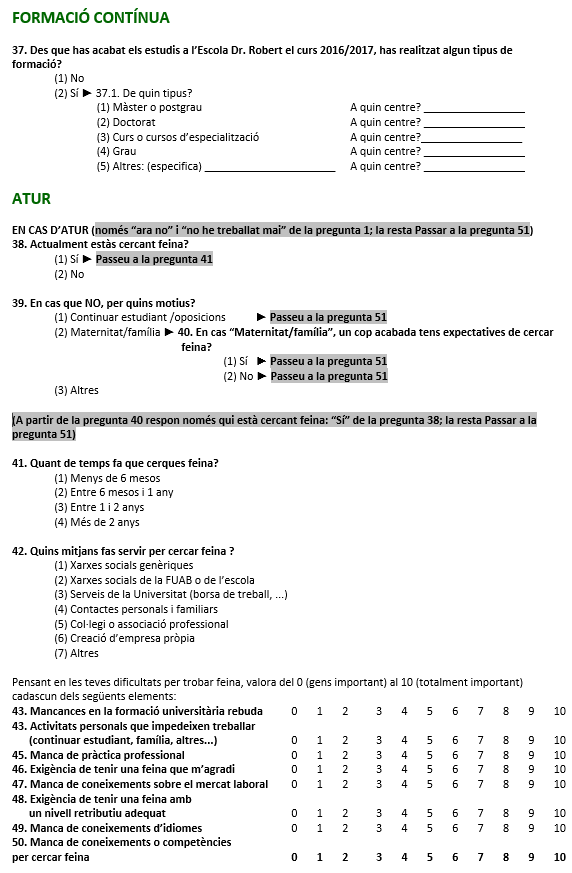 FORMACIÓ CONTÍNUA
37. Des que has acabat els estudis a l'Escola Dr. Robert el curs 2016/2017, has realitzat algun tipus de
formació?
(1) No
(2) Sí ► 37.1. De quin tipus?
(1) Màster o postgrau A quin centre? __________________
(2) Doctorat A quin centre? __________________
(3) Curs o cursos d'especialització A quin centre?__________________
(4) Grau A quin centre? __________________
(5) Altres: (especifica) _______________________ A quin centre? __________________
ATUR
EN CAS D'ATUR (només “ara no” i “no he treballat mai” de la pregunta 1; la resta Passar a la pregunta 51)
38. Actualment estàs cercant feina?
(1) Sí ► Passeu a la pregunta 41
(2) No
39. En cas que NO, per quins motius?
(1) Continuar estudiant /oposicions ► Passeu a la pregunta 51
(2) Maternitat/família ► 40. En cas “Maternitat/família”, un cop acabada tens expectatives de cercar
feina?
(1) Sí ► Passeu a la pregunta 51
(2) No ► Passeu a la pregunta 51
(3) Altres
(A partir de la pregunta 40 respon només qui està cercant feina: “Sí” de la pregunta 38; la resta Passar a la
pregunta 51)
41. Quant de temps fa que cerques feina?
(1) Menys de 6 mesos
(2) Entre 6 mesos i 1 any
(3) Entre 1 i 2 anys
(4) Més de 2 anys
42. Quins mitjans fas servir per cercar feina ?
(1) Xarxes socials genèriques
(2) Xarxes socials de la FUAB o de l'escola
(3) Serveis de la Universitat (borsa de treball, ...)
(4) Contactes personals i familiars
(5) Col·legi o associació professional
(6) Creació d'empresa pròpia
(7) Altres
Pensant en les teves dificultats per trobar feina, valora del 0 (gens important) al 10 (totalment important)
cadascun dels següents elements:
43. Mancances en la formació universitària rebuda 0 1 2 3 4 5 6 7 8 9 10
43. Activitats personals que impedeixen treballar
(continuar estudiant, família, altres...) 0 1 2 3 4 5 6 7 8 9 10
45. Manca de pràctica professional 0 1 2 3 4 5 6 7 8 9 10
46. Exigència de tenir una feina que m'agradi 0 1 2 3 4 5 6 7 8 9 10
47. Manca de coneixements sobre el mercat laboral 0 1 2 3 4 5 6 7 8 9 10
48. Exigència de tenir una feina amb
un nivell retributiu adequat 0 1 2 3 4 5 6 7 8 9 10
49. Manca de coneixements d'idiomes 0 1 2 3 4 5 6 7 8 9 10
50. Manca de coneixements o competències
per cercar feina 0 1 2 3 4 5 6 7 8 9 10